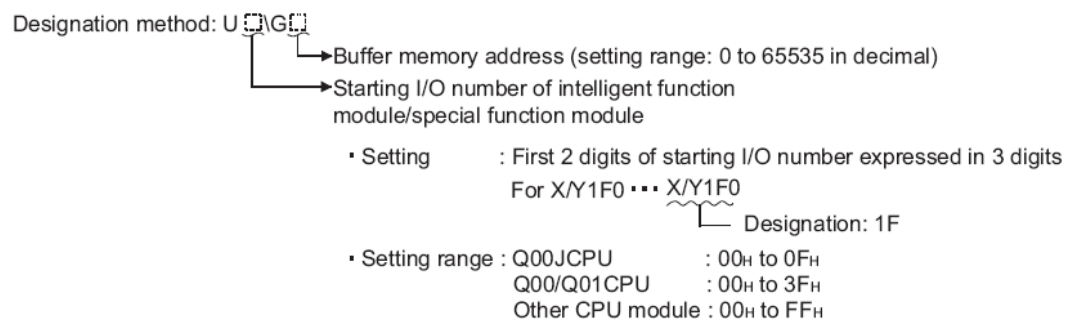 Designation method: U \G
Buffer memory address (setting range: 0 to 65535 in decimal)
Starting I/O number of intelligent function
module/special function module
▪ Setting : First 2 digits of starting I/O number expressed in 3 digits
For X/Y1F0 ▪▪▪ X/Y1F0
Designation: 1F
▪ Setting range : Q00JCPU : 00H to 0FH
Q00/Q01CPU : 00H to 3FH
Other CPU module : 00H to FFH